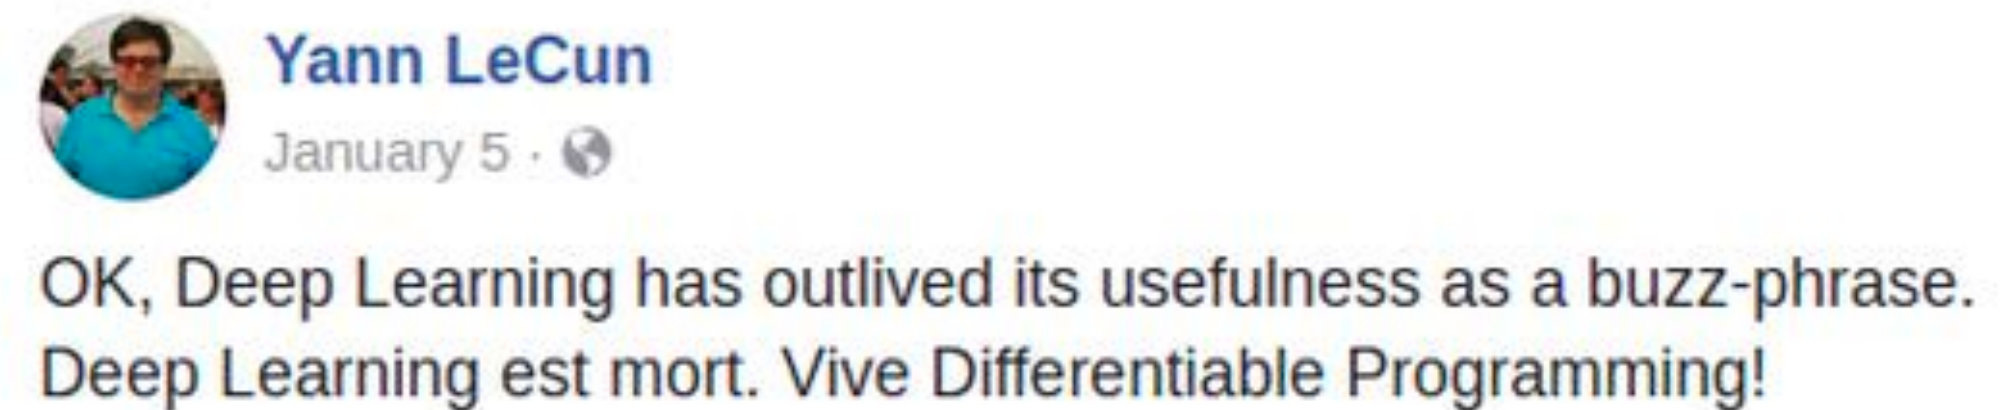 Yann LeCun
January 5 ·
OK, Deep Learning has outlived its usefulness as a buzz-phrase.
Deep Learning est mort. Vive Differentiable Programming!